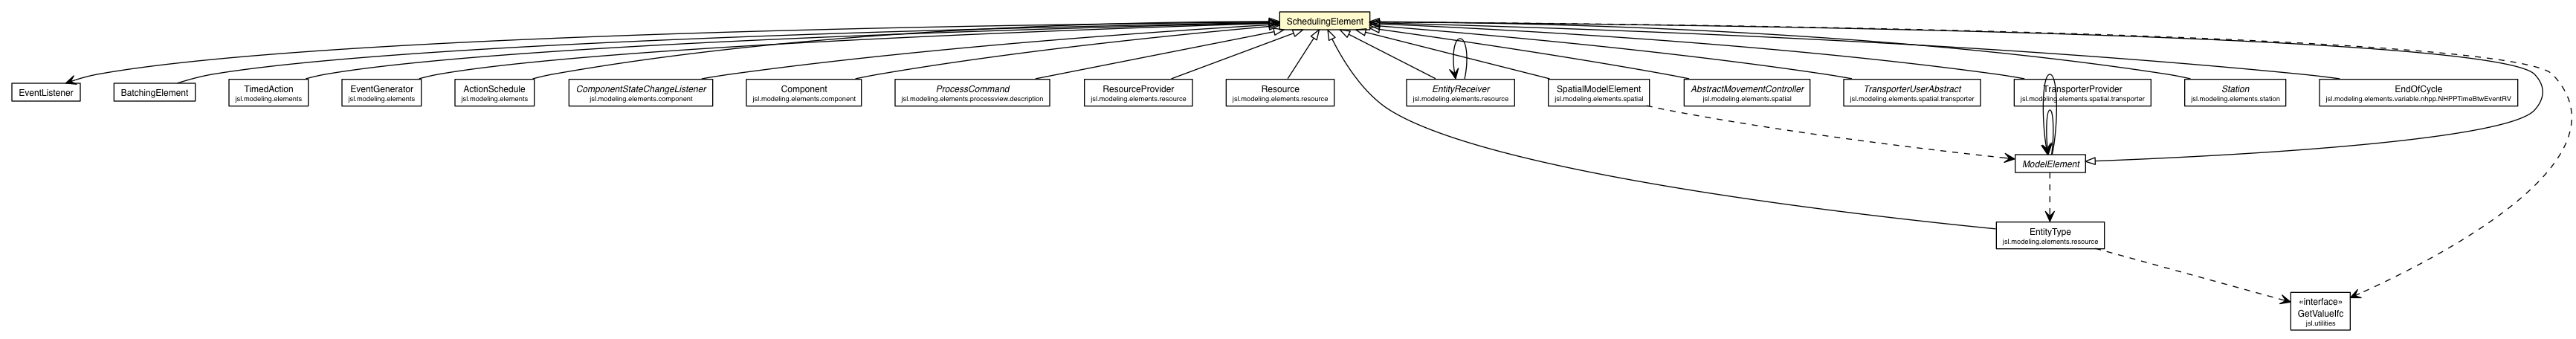 SchedulingElement
EventListener
BatchingElement
TimedAction
jsl.modeling.elements
EventGenerator
jsl.modeling.elements
ActionSchedule
jsl.modeling.elements
ComponentStateChangeListener
jsl.modeling.elements.component
Component
jsl.modeling.elements.component
ProcessCommand
jsl.modeling.elements.processview.description
ResourceProvider
jsl.modeling.elements.resource
Resource
jsl.modeling.elements.resource
EntityReceiver
jsl.modeling.elements.resource
SpatialModelElement
jsl.modeling.elements.spatial
AbstractMovementController
jsl.modeling.elements.spatial
TransporterUserAbstract
jsl.modeling.elements.spatial.transporter
TransporterProvider
jsl.modeling.elements.spatial.transporter
Station
jsl.modeling.elements.station
EndOfCycle
jsl.modeling.elements.variable.nhpp.NHPPTimeBtwEventRV
ModelElement
EntityType
jsl.modeling.elements.resource
«interface»
GetValueIfc
jsl.utilities